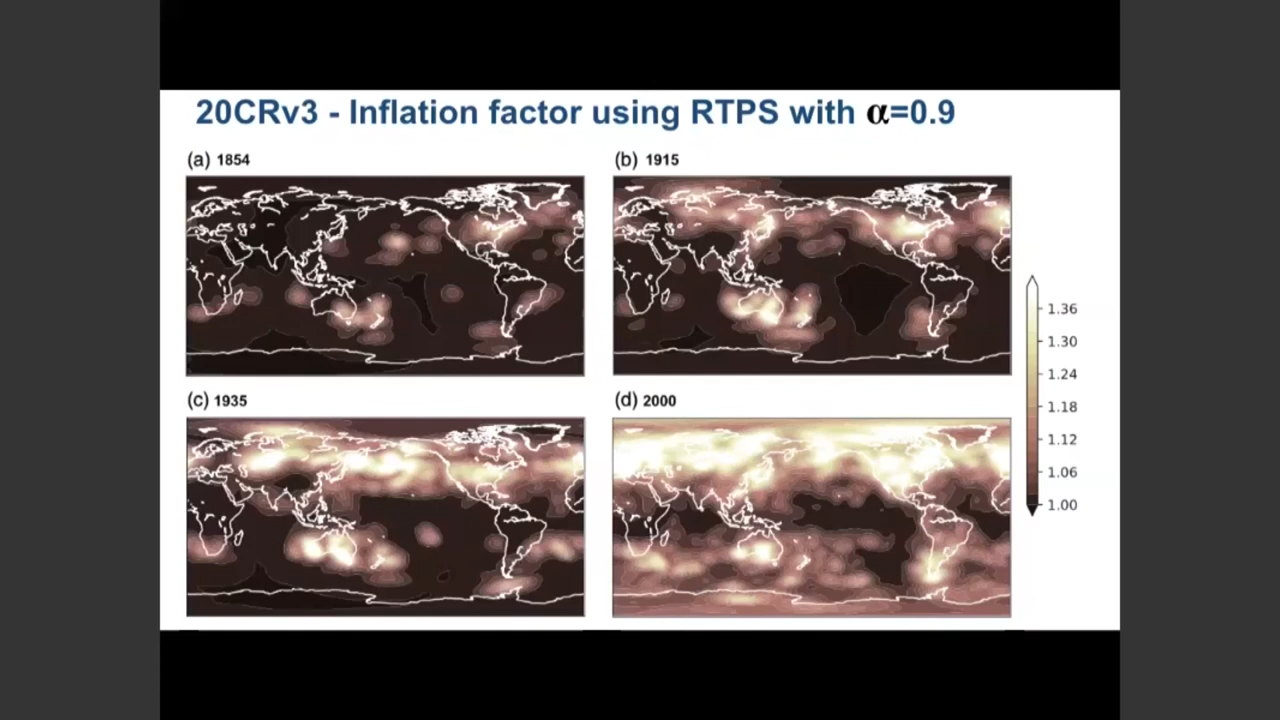 20CRv3 - Inflation factor using RTPS with α=0.9
(a) 1854
(b) 1915
(c) 1935
(d) 2000
1.36
1.30
1.24
1.18
1.12
1.06
1.00